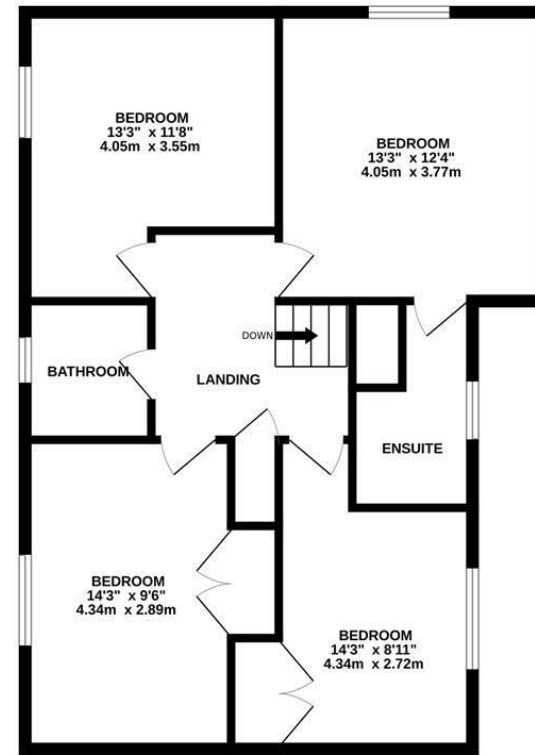 BEDROOM
13'3" x 11'8"
4.05m x 3.55m
BEDROOM
13'3" x 12'4"
4.05m x 3.77m
DOWN
BATHROOM
LANDING
ENSUITE
BEDROOM
14'3" x 9'6"
4.34m x 2.89m
BEDROOM
14'3" x 8'11"
4.34m x 2.72m